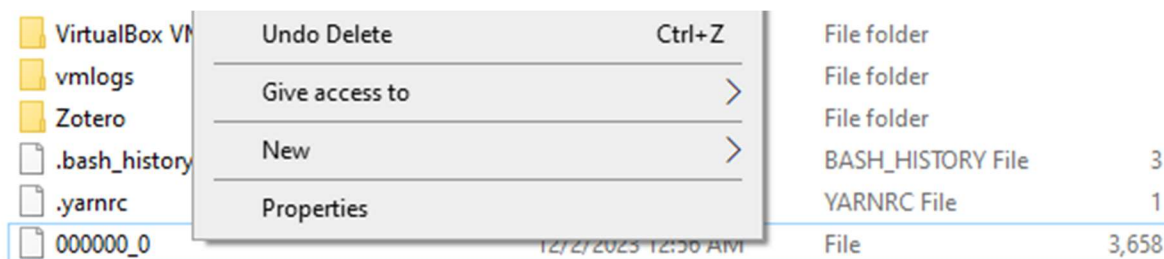 VirtualBox VM Undo Delete Ctrl+Z File folder
vmlogs Give access to File folder
Zotero File folder
.bash_history New BASH_HISTORY File 3
.yarnrc Properties YARNRC File 1
000000_0 12/2/2023 12:56 AM File 3,658